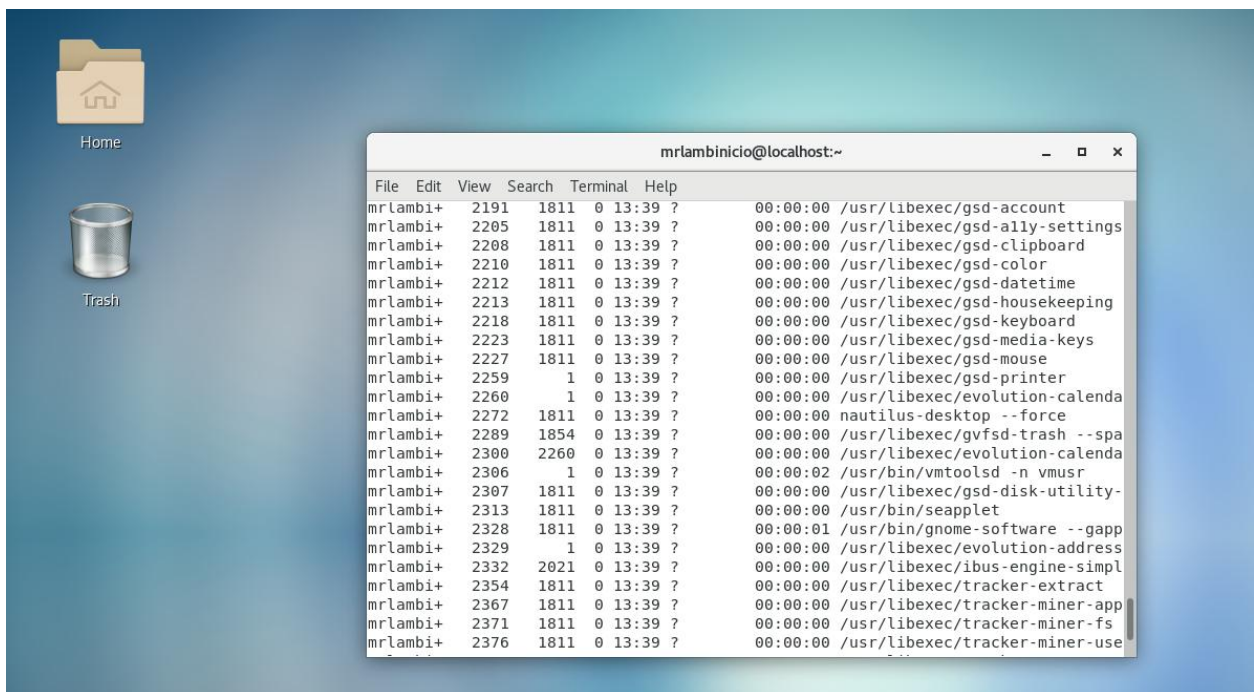 Home
Trash
mrlambinicio@localhost:~
File Edit View Search Terminal Help
mrlambi+ 2191 1811 0 13:39 ? 00:00:00 /usr/libexec/gsd-account
mrlambi+ 2205 1811 0 13:39 ? 00:00:00 /usr/libexec/gsd-a11y-settings
mrlambi+ 2208 1811 0 13:39 ? 00:00:00 /usr/libexec/gsd-clipboard
mrlambi+ 2210 1811 0 13:39 ? 00:00:00 /usr/libexec/gsd-color
mrlambi+ 2212 1811 0 13:39 ? 00:00:00 /usr/libexec/gsd-datetime
mrlambi+ 2213 1811 0 13:39 ? 00:00:00 /usr/libexec/gsd-housekeeping
mrlambi+ 2218 1811 0 13:39 ? 00:00:00 /usr/libexec/gsd-keyboard
mrlambi+ 2223 1811 0 13:39 ? 00:00:00 /usr/libexec/gsd-media-keys
mrlambi+ 2227 1811 0 13:39 ? 00:00:00 /usr/libexec/gsd-mouse
mrlambi+ 2259 1 0 13:39 ? 00:00:00 /usr/libexec/gsd-printer
mrlambi+ 2260 1 0 13:39 ? 00:00:00 /usr/libexec/evolution-calenda
mrlambi+ 2272 1811 0 13:39 ? 00:00:00 nautilus-desktop --force
mrlambi+ 2289 1854 0 13:39 ? 00:00:00 /usr/libexec/gvfsd-trash --spa
mrlambi+ 2300 2260 0 13:39 ? 00:00:00 /usr/libexec/evolution-calenda
mrlambi+ 2306 1 0 13:39 ? 00:00:02 /usr/bin/vmtoolsd -n vmusr
mrlambi+ 2307 1811 0 13:39 ? 00:00:00 /usr/libexec/gsd-disk-utility-
mrlambi+ 2313 1811 0 13:39 ? 00:00:00 /usr/bin/seapplet
mrlambi+ 2328 1811 0 13:39 ? 00:00:01 /usr/bin/gnome-software --gapp
mrlambi+ 2329 1 0 13:39 ? 00:00:00 /usr/libexec/evolution-address
mrlambi+ 2332 2021 0 13:39 ? 00:00:00 /usr/libexec/ibus-engine-simpl
mrlambi+ 2354 1811 0 13:39 ? 00:00:00 /usr/libexec/tracker-extract
mrlambi+ 2367 1811 0 13:39 ? 00:00:00 /usr/libexec/tracker-miner-app
mrlambi+ 2371 1811 0 13:39 ? 00:00:00 /usr/libexec/tracker-miner-fs
mrlambi+ 2376 1811 0 13:39 ? 00:00:00 /usr/libexec/tracker-miner-use